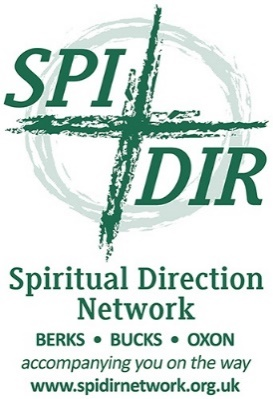 SPI
DIR
Spiritual Direction
Network
BERKS • BUCKS • OXON
accompanying you on the way
www.spidirnetwork.org.uk